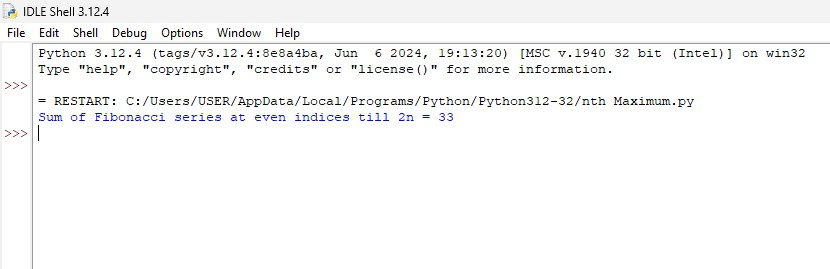 IDLE Shell 3.12.4
File Edit Shell Debug Options Window Help
Python 3.12.4 (tags/v3.12.4:8e8a4ba, Jun  6 2024, 19:13:20) [MSC v.1940 32 bit (Intel)] on win32
Type "help", "copyright", "credits" or "license()" for more information.
>>>
= RESTART: C:/Users/USER/AppData/Local/Programs/Python/Python312-32/nth Maximum.py
Sum of Fibonacci series at even indices till 2n = 33
>>>